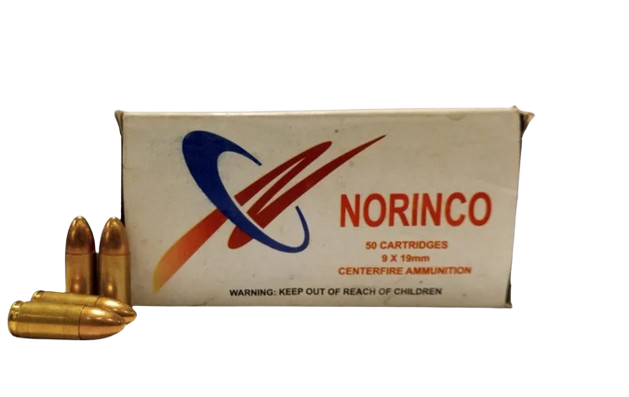 NORINCO
50 CARTRIDGES
9 X 19mm
CENTERFIRE AMMUNITION
WARNING: KEEP OUT OF REACH OF CHILDREN